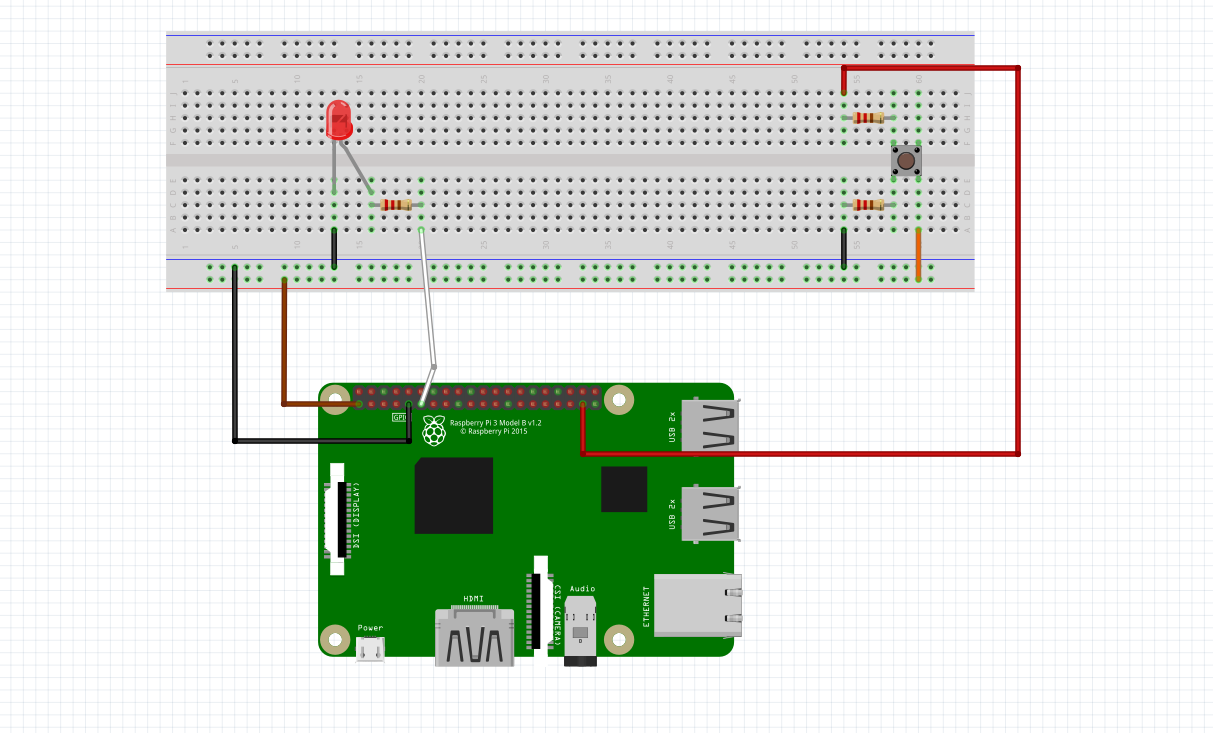 1 5 10 15 20 25 30 35 40 45 50 55 60
J J
I I
H H
G G
F F
E E
D D
C C
B B
A A
1 5 10 15 20 25 30 35 40 45 50 55 60
GPIO
Raspberry Pi 3 Model B v1.2
© Raspberry Pi 2015
USB 2x
DSI (DISPLAY)
USB 2x
HDMI
CSI (CAMERA)
Audio
ETHERNET
Power